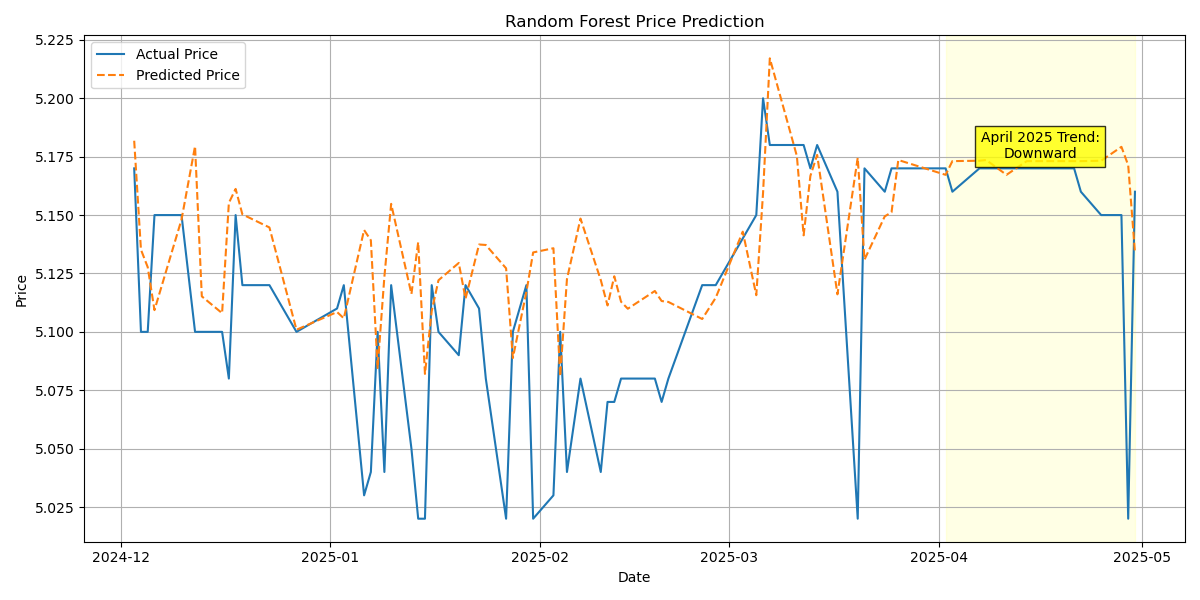 Random Forest Price Prediction
Actual Price
Predicted Price
April 2025 Trend:
Downward
Price
5.225
5.200
5.175
5.150
5.125
5.100
5.075
5.050
5.025
2024-12
2025-01
2025-02
2025-03
2025-04
2025-05
Date